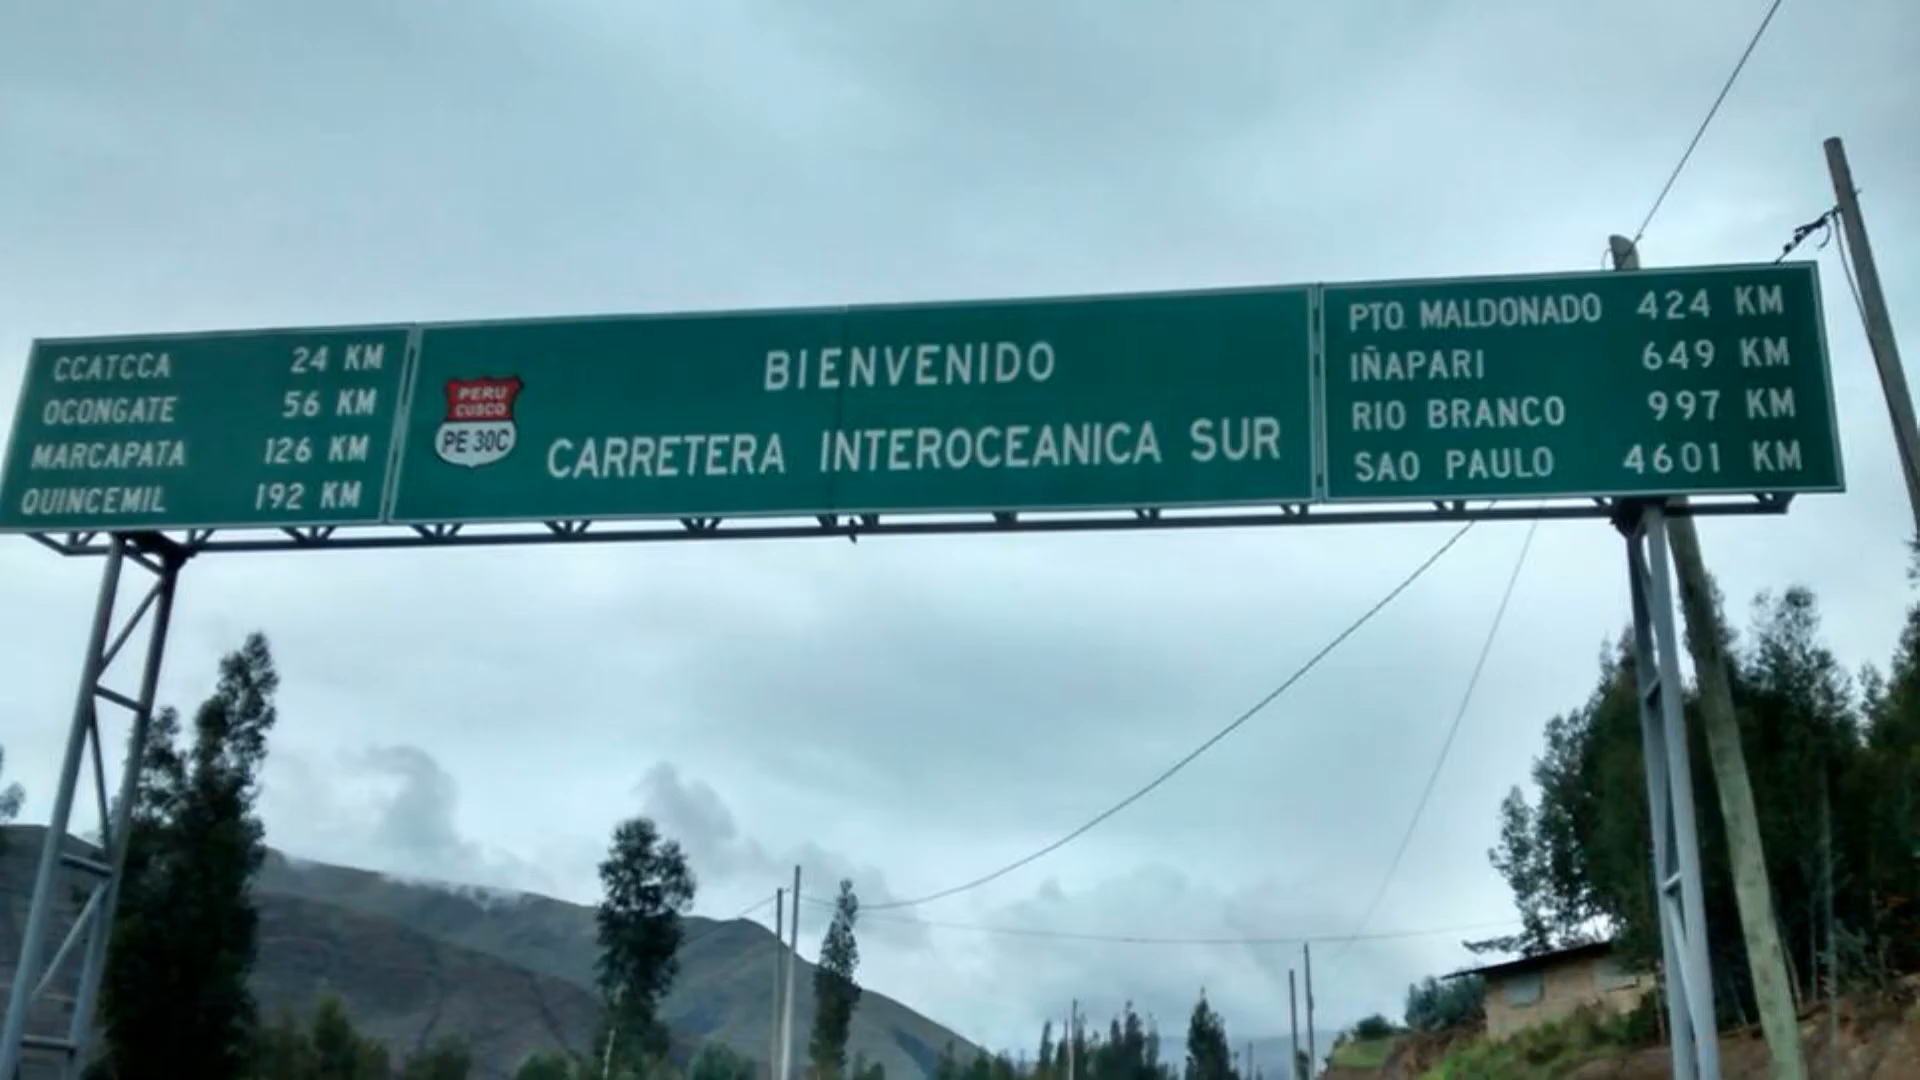 CCATCCA 24 KM
OCONGATE 56 KM
MARCAPATA 126 KM
QUINCEMIL 192 KM
PERU
CUSCO
PE 30C
BIENVENIDO
CARRETERA INTEROCEANICA SUR
PTO MALDONADO 424 KM
IÑAPARI 649 KM
RIO BRANCO 997 KM
SAO PAULO 4601 KM